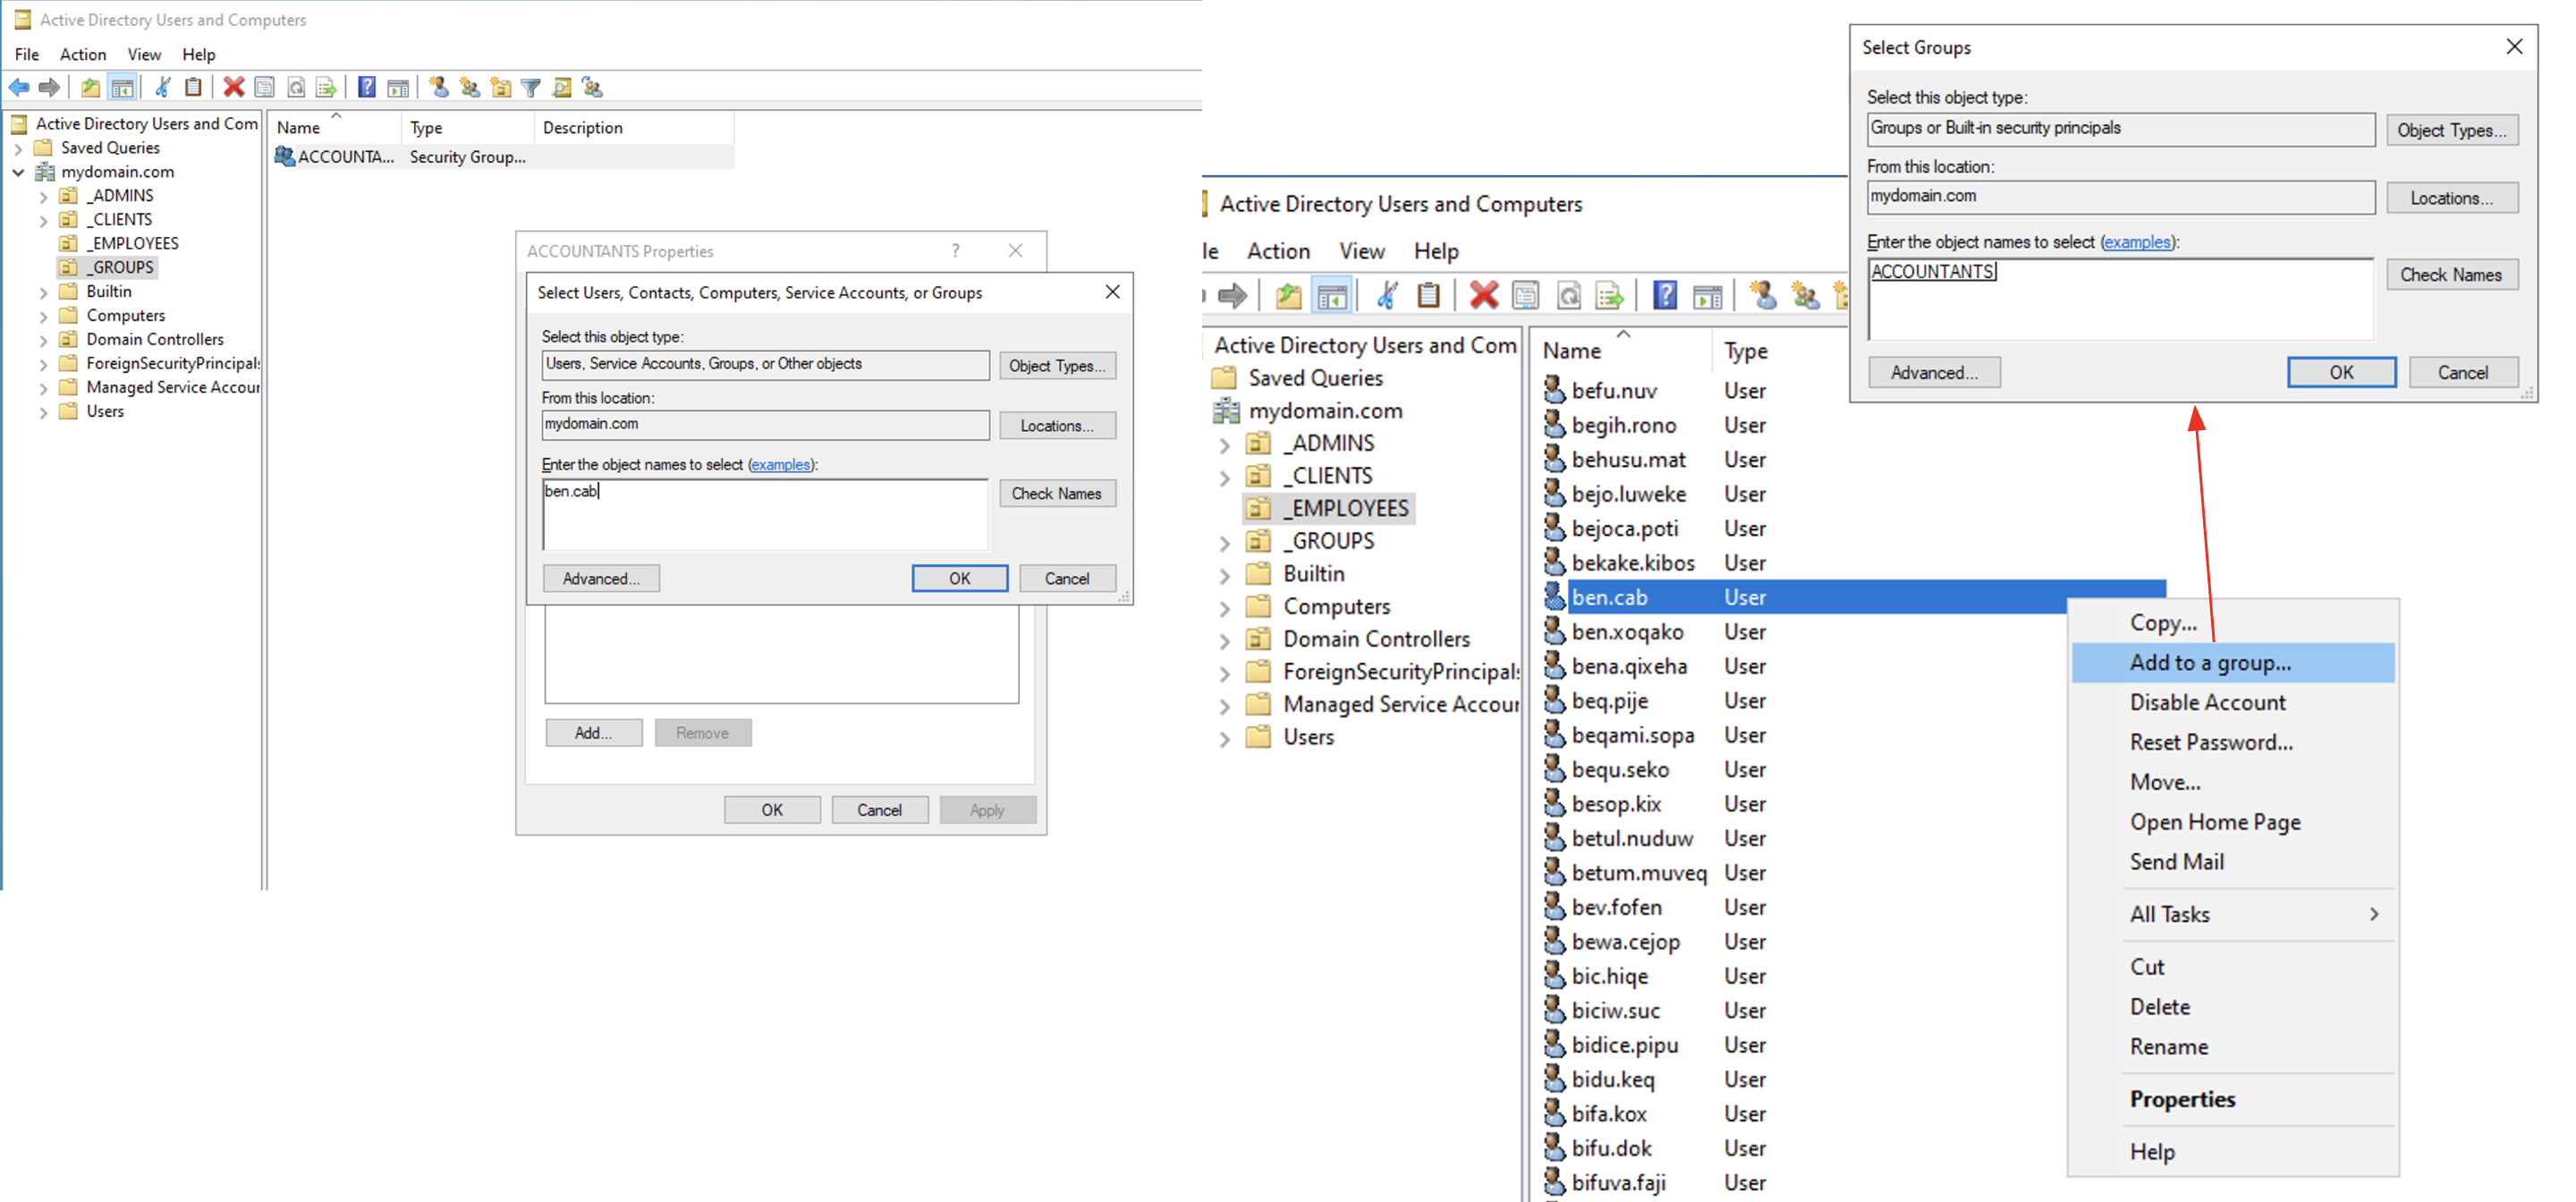 Active Directory Users and Computers
File Action View Help
Active Directory Users and Com
Saved Queries
mydomain.com
_ADMINS
_CLIENTS
_EMPLOYEES
_GROUPS
Builtin
Computers
Domain Controllers
ForeignSecurityPrincipals
Managed Service Accour
Users
Name Type Description
ACCOUNTA... Security Group...
ACCOUNTANTS Properties
Select Users, Contacts, Computers, Service Accounts, or Groups
Select this object type:
Users, Service Accounts, Groups, or Other objects
Object Types...
From this location:
mydomain.com
Locations...
Enter the object names to select (examples):
ben.cab
Check Names
Advanced...
OK
Cancel
Add...
Remove
OK
Cancel
Apply
Active Directory Users and Computers
le Action View Help
Active Directory Users and Com
Saved Queries
mydomain.com
_ADMINS
_CLIENTS
_EMPLOYEES
_GROUPS
Builtin
Computers
Domain Controllers
ForeignSecurityPrincipals
Managed Service Accour
Users
Name Type
befu.nuv User
begih.rono User
behusu.mat User
bejo.luweke User
bejoca.poti User
bekake.kibos User
ben.cab User
ben.xoqako User
bena.qixeha User
beq.pije User
beqami.sopa User
bequ.seko User
besop.kix User
betul.nuduw User
betum.muveq User
bev.fofen User
bewa.cejop User
bic.hiqe User
biciw.suc User
bidice.pipu User
bidu.keq User
bifa.kox User
bifu.dok User
bifuva.faji User
Select Groups
Select this object type:
Groups or Built-in security principals
Object Types...
From this location:
mydomain.com
Locations...
Enter the object names to select (examples):
ACCOUNTANTS
Check Names
Advanced...
OK
Cancel
Copy...
Add to a group...
Disable Account
Reset Password...
Move...
Open Home Page
Send Mail
All Tasks
Cut
Delete
Rename
Properties
Help